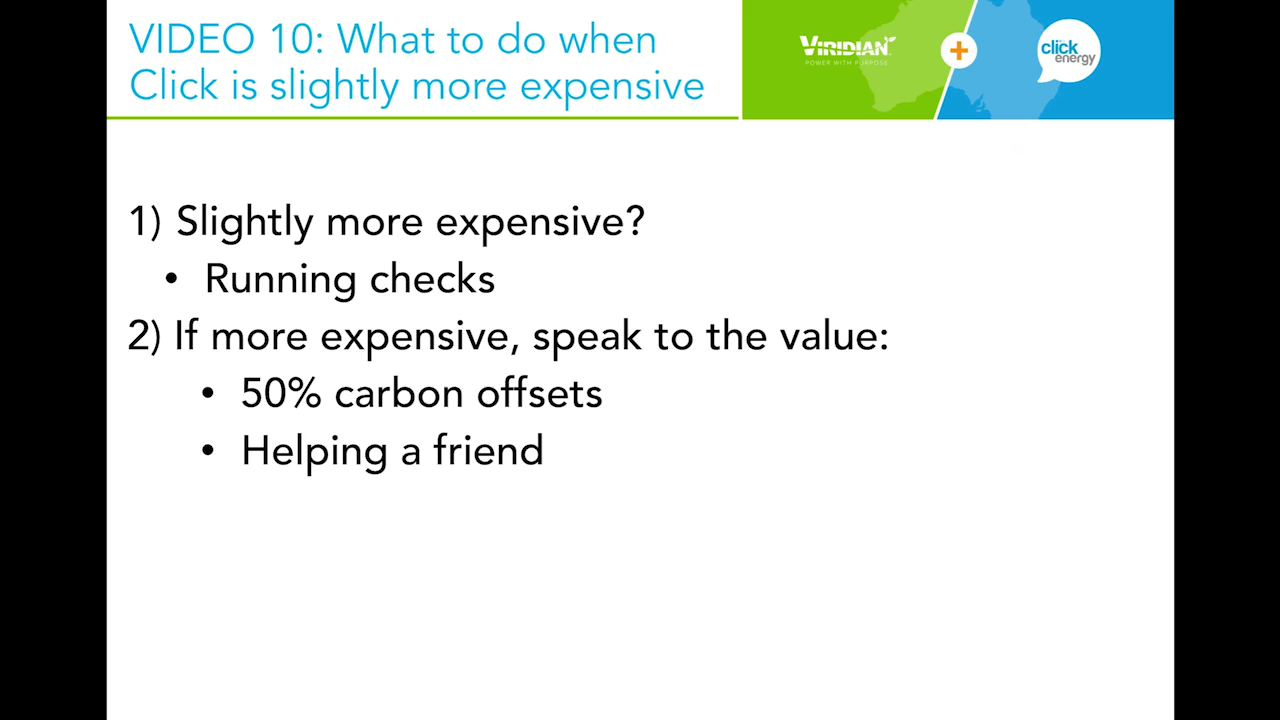 VIDEO 10: What to do when
Click is slightly more expensive
VIRIDIAN
POWER WITH PURPOSE
+
click
energy
1) Slightly more expensive?
• Running checks
2) If more expensive, speak to the value:
• 50% carbon offsets
• Helping a friend